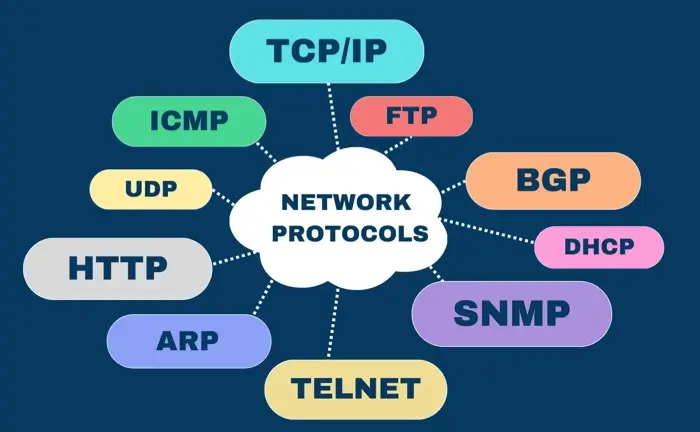 TCP/IP
ICMP
FTP
UDP
BGP
NETWORK
PROTOCOLS
HTTP
DHCP
SNMP
ARP
TELNET